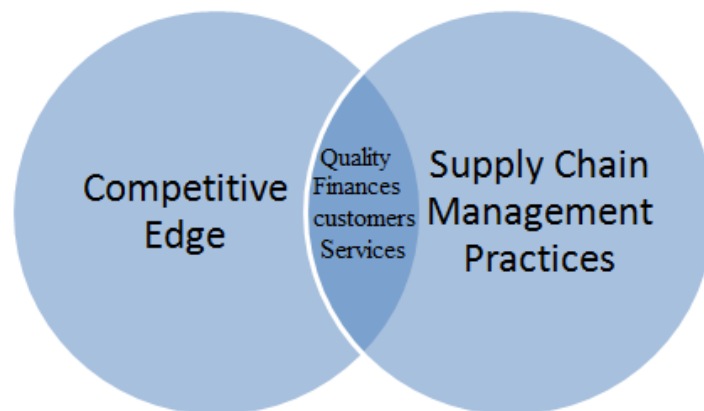 Competitive
Edge
Quality
Finances
customers
Services
Supply Chain
Management
Practices